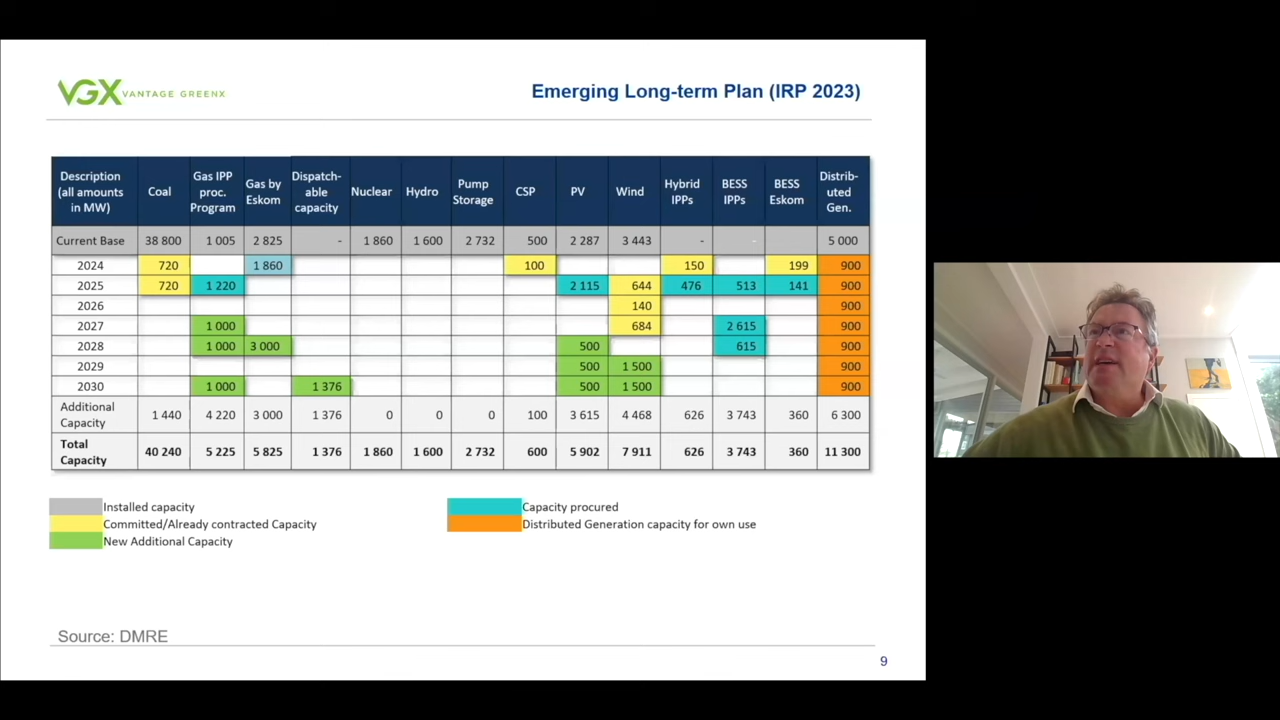 VGX VANTAGE GREENX
Emerging Long-term Plan (IRP 2023)
Description (all amounts in MW) Coal Gas IPP proc. Program Gas by Eskom Dispatch-able capacity Nuclear Hydro Pump Storage CSP PV Wind Hybrid IPPs BESS IPPs BESS Eskom Distrib-uted Gen.
Current Base 38 800 1 005 2 825 - 1 860 1 600 2 732 500 2 287 3 443 - - 5 000
2024 720 1 860 100 150 199 900
2025 720 1 220 2 115 644 476 513 141 900
2026 140 900
2027 1 000 684 2 615 900
2028 1 000 3 000 500 615 900
2029 500 1 500 900
2030 1 000 1 376 500 1 500 900
Additional Capacity 1 440 4 220 3 000 1 376 0 0 0 100 3 615 4 468 626 3 743 360 6 300
Total Capacity 40 240 5 225 5 825 1 376 1 860 1 600 2 732 600 5 902 7 911 626 3 743 360 11 300
Installed capacity
Committed/Already contracted Capacity
New Additional Capacity
Capacity procured
Distributed Generation capacity for own use
Source: DMRE
9